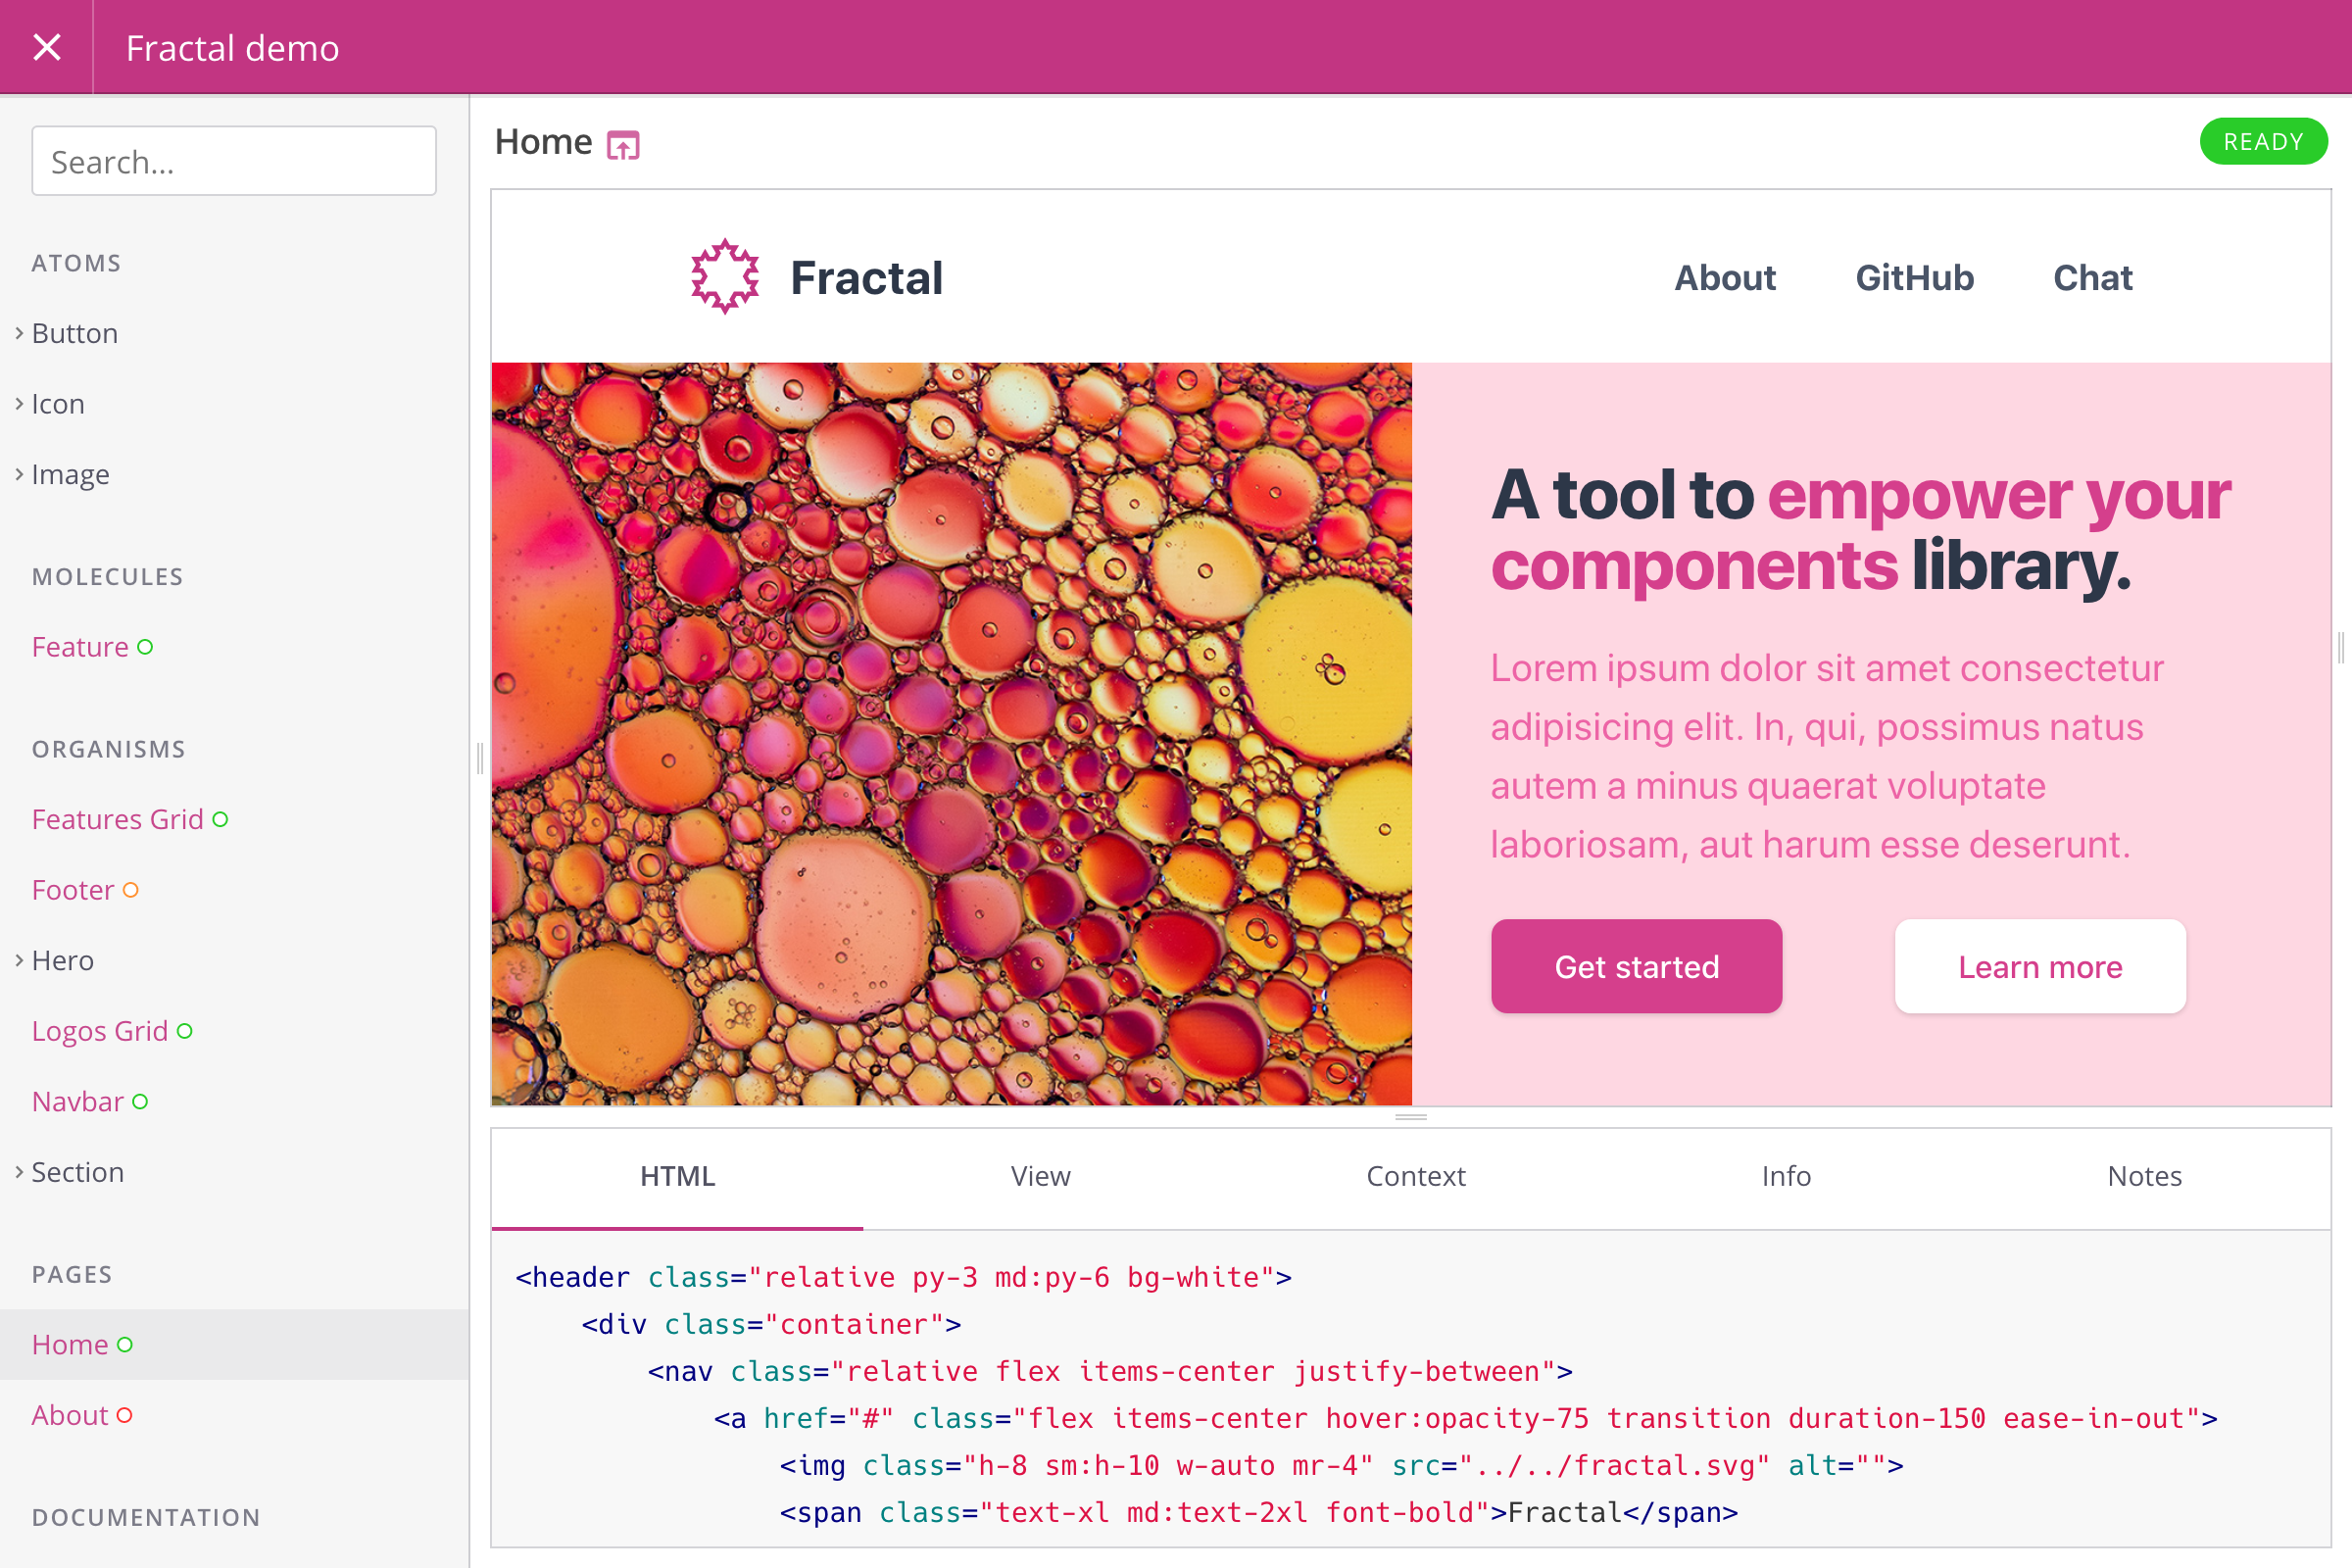 Fractal demo
Search...
ATOMS
Button
Icon
Image
MOLECULES
Feature
ORGANISMS
Features Grid
Footer
Hero
Logos Grid
Navbar
Section
PAGES
Home
About
DOCUMENTATION
Home
READY
Fractal
About GitHub Chat
A tool to empower your
components library.
Lorem ipsum dolor sit amet consectetur
adipisicing elit. In, qui, possimus natus
autem a minus quaerat voluptate
laboriosam, aut harum esse deserunt.
Get started Learn more
HTML View Context Info Notes
<header class="relative py-3 md:py-6 bg-white">
<div class="container">
<nav class="relative flex items-center justify-between">
<a href="#" class="flex items-center hover:opacity-75 transition duration-150 ease-in-out">
<img class="h-8 sm:h-10 w-auto mr-4" src="../../fractal.svg" alt="">
<span class="text-xl md:text-2xl font-bold">Fractal</span>